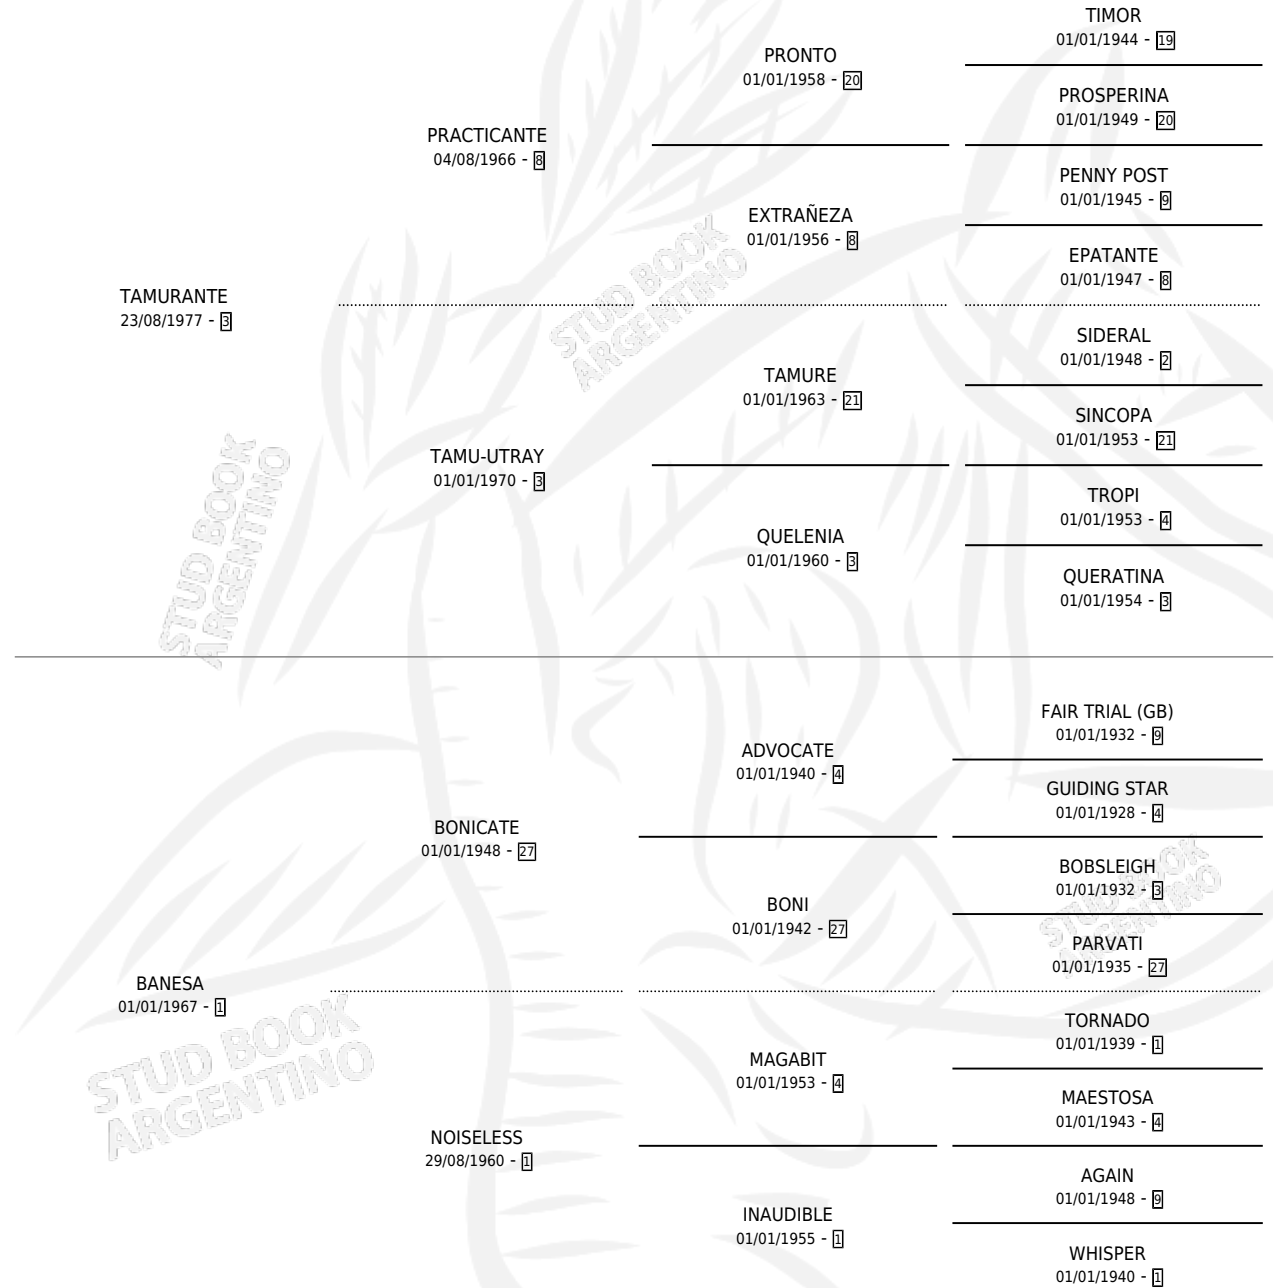 TIMOR
01/01/1944 - 19
PRONTO
01/01/1958 - 20
PROSPERINA
01/01/1949 - 20
PRACTICANTE
04/08/1966 - 8
PENNY POST
01/01/1945 - 9
EXTRAÑEZA
01/01/1956 - 8
EPATANTE
01/01/1947 - 8
TAMURANTE
23/08/1977 - 3
SIDERAL
01/01/1948 - 2
TAMURE
01/01/1963 - 21
SINCOPA
01/01/1953 - 21
TAMU-UTRAY
01/01/1970 - 3
TROPI
01/01/1953 - 4
QUELENIA
01/01/1960 - 3
QUERATINA
01/01/1954 - 3
STUD BOOK
ARGENTINO
STUD BOOK
ARGENTINO
FAIR TRIAL (GB)
01/01/1932 - 9
ADVOCATE
01/01/1940 - 4
GUIDING STAR
01/01/1928 - 4
BONICATE
01/01/1948 - 27
BOBSLEIGH
01/01/1932 - 3
BONI
01/01/1942 - 27
PARVATI
01/01/1935 - 27
STUD BOOK
ARGENTINO
BANESA
01/01/1967 - 1
TORNADO
01/01/1939 - 1
MAGABIT
01/01/1953 - 4
MAESTOSA
01/01/1943 - 4
NOISELESS
29/08/1960 - 1
AGAIN
01/01/1948 - 9
INAUDIBLE
01/01/1955 - 1
WHISPER
01/01/1940 - 1
STUD BOOK
ARGENTINO